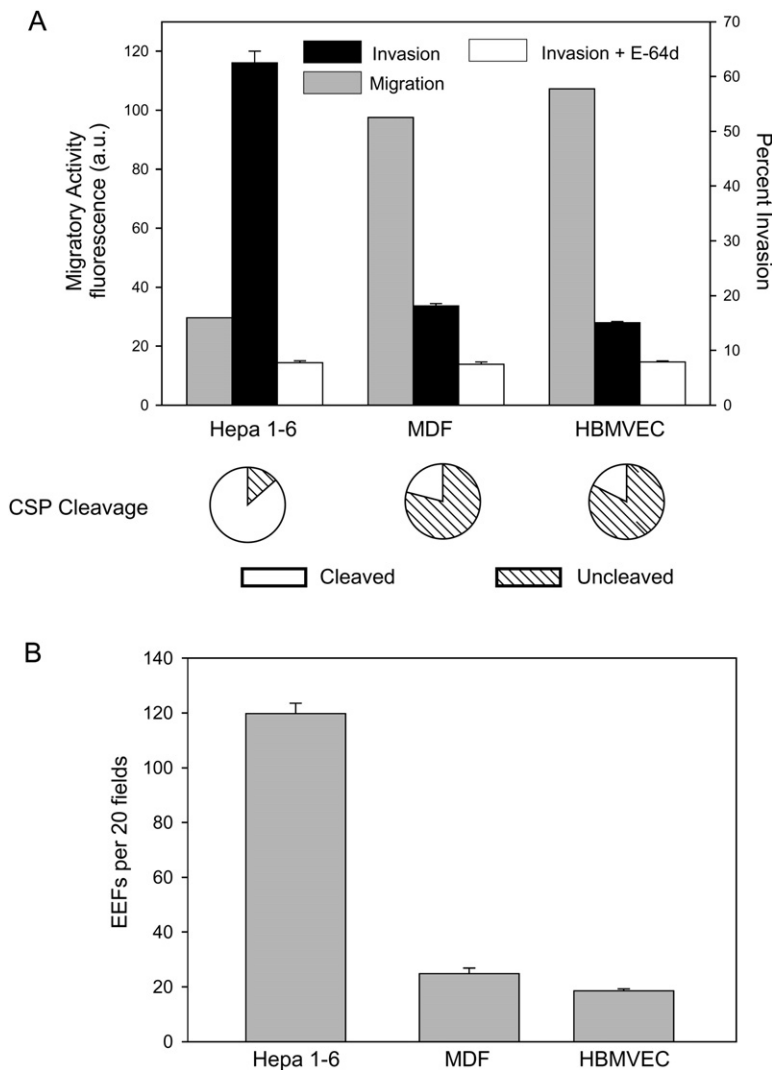 A
Invasion
Invasion + E-64d
Migration
Migratory Activity
fluorescence (a.u.)
120
100
80
60
40
20
0
70
60
50
40
30
20
10
0
Percent Invasion
Hepa 1-6 MDF HBMVEC
CSP Cleavage
Cleaved Uncleaved
B
EEFs per 20 fields
140
120
100
80
60
40
20
0
Hepa 1-6 MDF HBMVEC